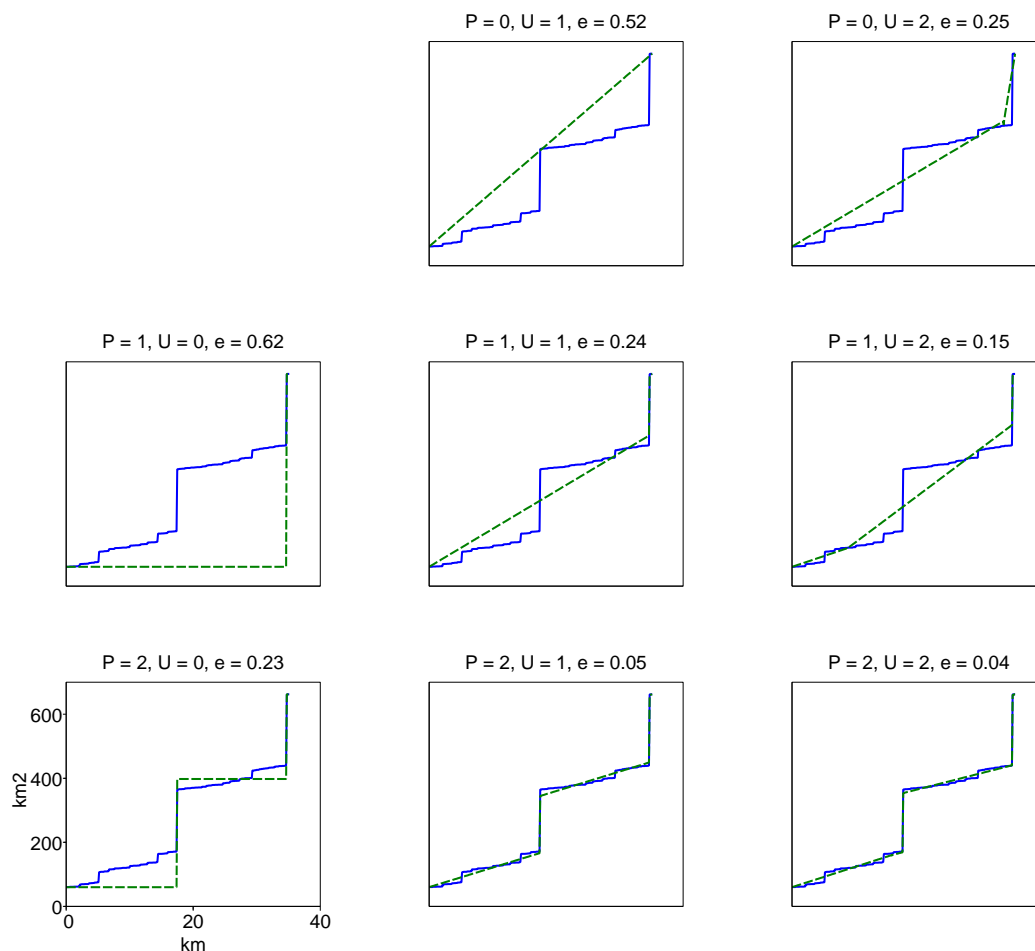 P = 0, U = 1, e = 0.52
P = 0, U = 2, e = 0.25
P = 1, U = 0, e = 0.62
P = 1, U = 1, e = 0.24
P = 1, U = 2, e = 0.15
P = 2, U = 0, e = 0.23
P = 2, U = 1, e = 0.05
P = 2, U = 2, e = 0.04
600
400
200
0
km2
0 20 40
km